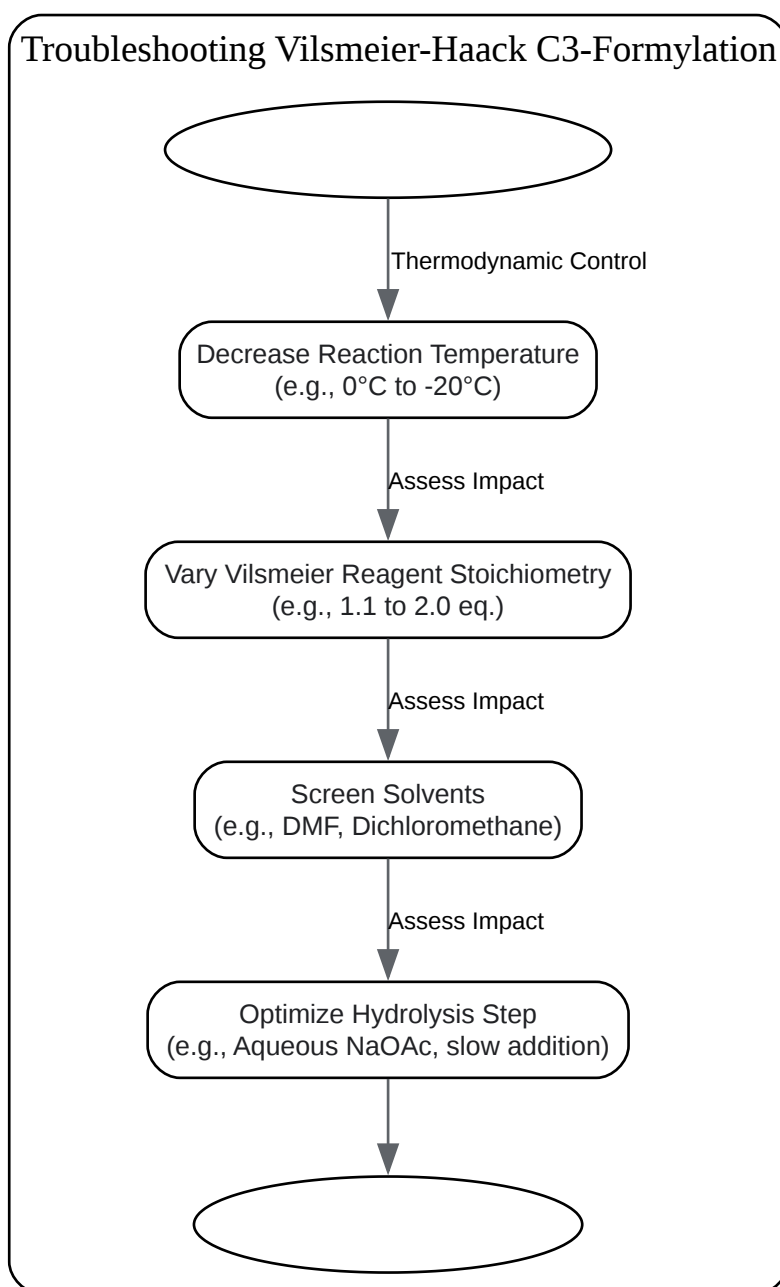 Troubleshooting Vilsmeier-Haack C3-Formylation
Thermodynamic Control
Decrease Reaction Temperature
(e.g., 0°C to -20°C)
Assess Impact
Vary Vilsmeier Reagent Stoichiometry
(e.g., 1.1 to 2.0 eq.)
Assess Impact
Screen Solvents
(e.g., DMF, Dichloromethane)
Assess Impact
Optimize Hydrolysis Step
(e.g., Aqueous NaOAc, slow addition)